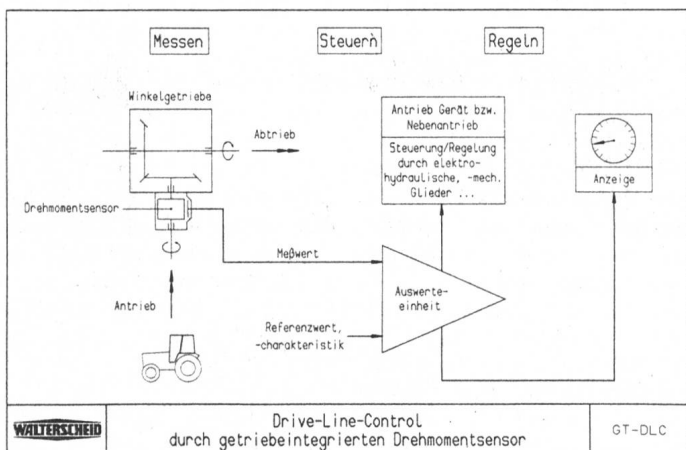 Messen
Steuern
Regeln
Winkelgetriebe
Abtrieb
Drehmomentsensor
Antrieb
Antrieb Gerät bzw.
Nebenantrieb
Steuerung/Regelung
durch elektro-
hydraulische, -mech.
Glieder ...
Anzeige
Meßwert
Auswerte-
einheit
Referenzwert,
-charakteristik
WALTERSCHEID
Drive-Line-Control
durch getriebeintegrierten Drehmomentsensor
GT-DLC